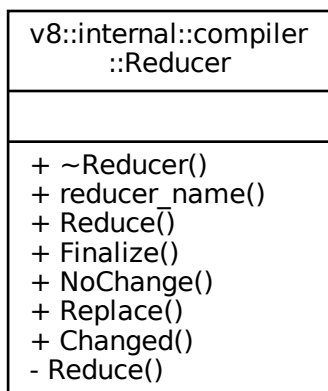 v8::internal::compiler
::Reducer
+ ~Reducer()
+ reducer_name()
+ Reduce()
+ Finalize()
+ NoChange()
+ Replace()
+ Changed()
- Reduce()